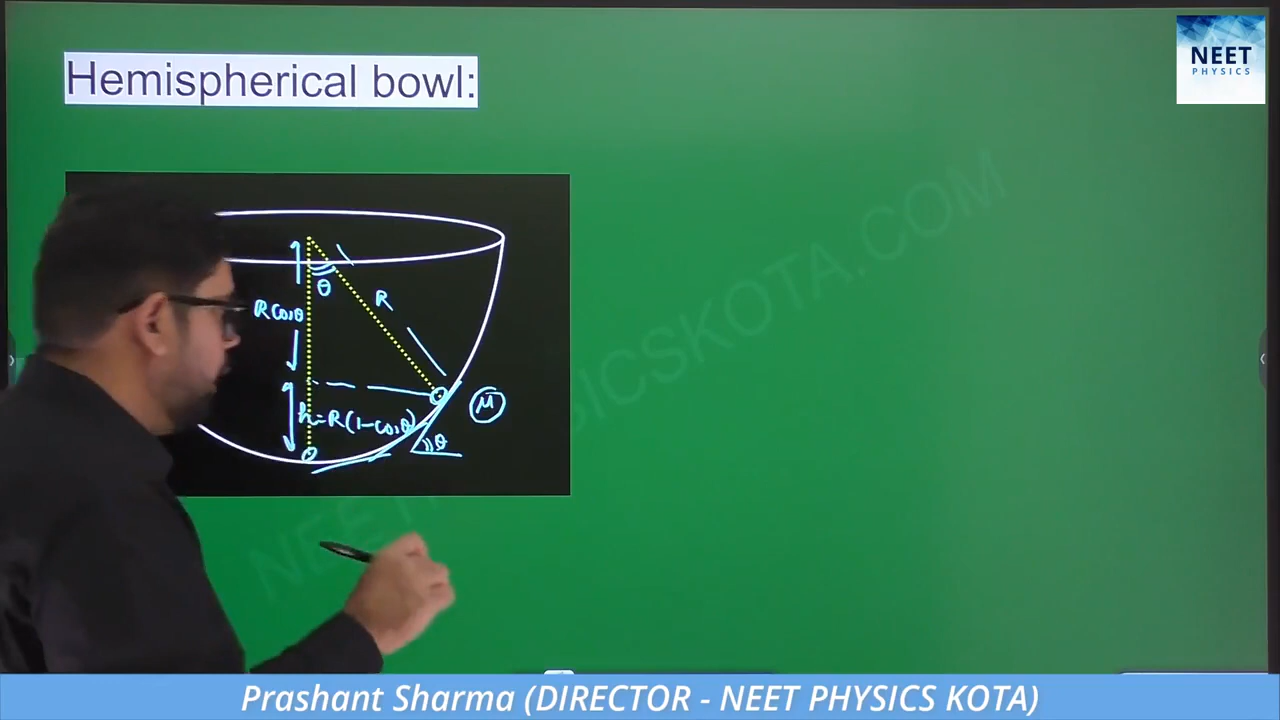 Hemispherical bowl:
NEET
PHYSICS
θ
R
R cosθ
h=R(1-cosθ)
M
θ
Prashant Sharma (DIRECTOR - NEET PHYSICS KOTA)